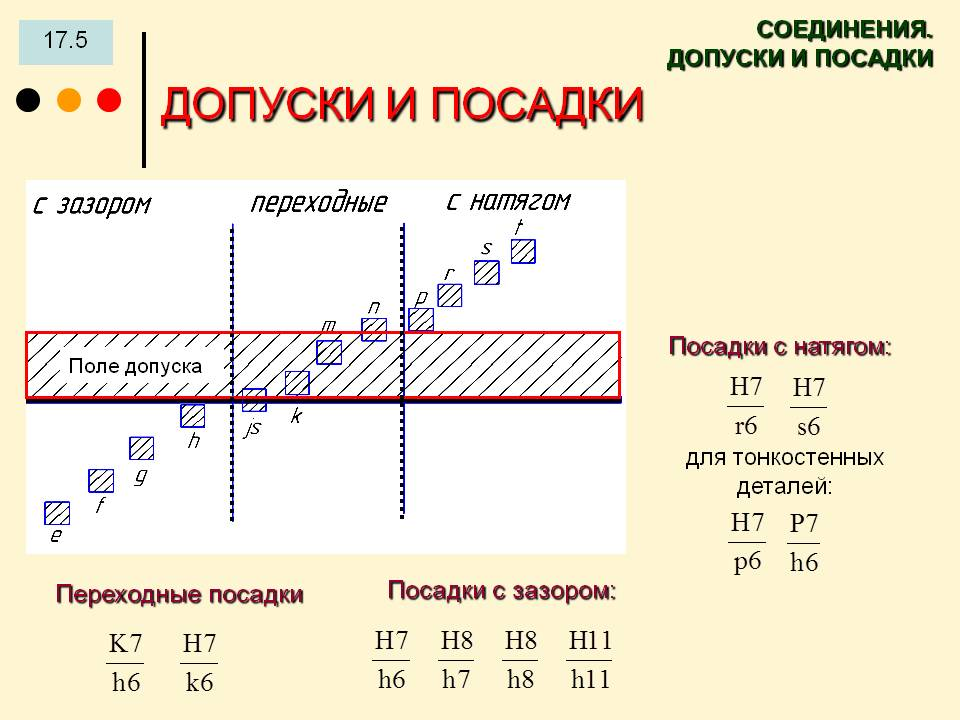 17.5
СОЕДИНЕНИЯ.
ДОПУСКИ И ПОСАДКИ
ДОПУСКИ И ПОСАДКИ
с зазором переходные с натягом
t
s
r
p
n
m
Поле допуска
k
js
h
g
f
e
Посадки с натягом:
H7 H7
r6 s6
для тонкостенных
деталей:
H7 P7
p6 h6
Переходные посадки
K7 H7
h6 k6
Посадки с зазором:
H7 H8 H8 H11
h6 h7 h8 h11